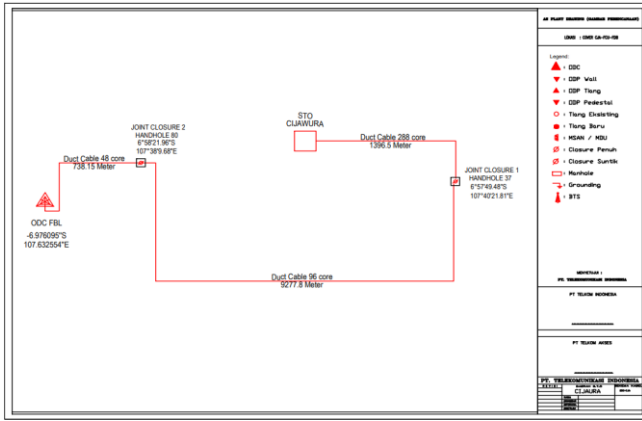 STO
CIJAWURA
JOINT CLOSURE 2
HANDHOLE 80
6°58'21.96"S
107°38'9.68"E
Duct Cable 288 core
1396.5 Meter
Duct Cable 48 core
738.15 Meter
JOINT CLOSURE 1
HANDHOLE 37
6°57'49.48"S
107°40'21.81"E
ODC FBL
-6.976095°S
107.632554°E
Duct Cable 96 core
9277.8 Meter
Legend:
: ODC
: ODP Wall
: ODP Tiang
: ODP Pedestal
: Tiang Eksisting
: Tiang Baru
: MSAN / MDU
: Closure Penuh
: Closure Suntik
: Manhole
: Grounding
: BTS
PT. TELEKOMUNIKASI INDONESIA
PT TELKOM INDONESIA
PT TELKOM AKSES
PT. TELEKOMUNIKASI INDONESIA
CIJAURA